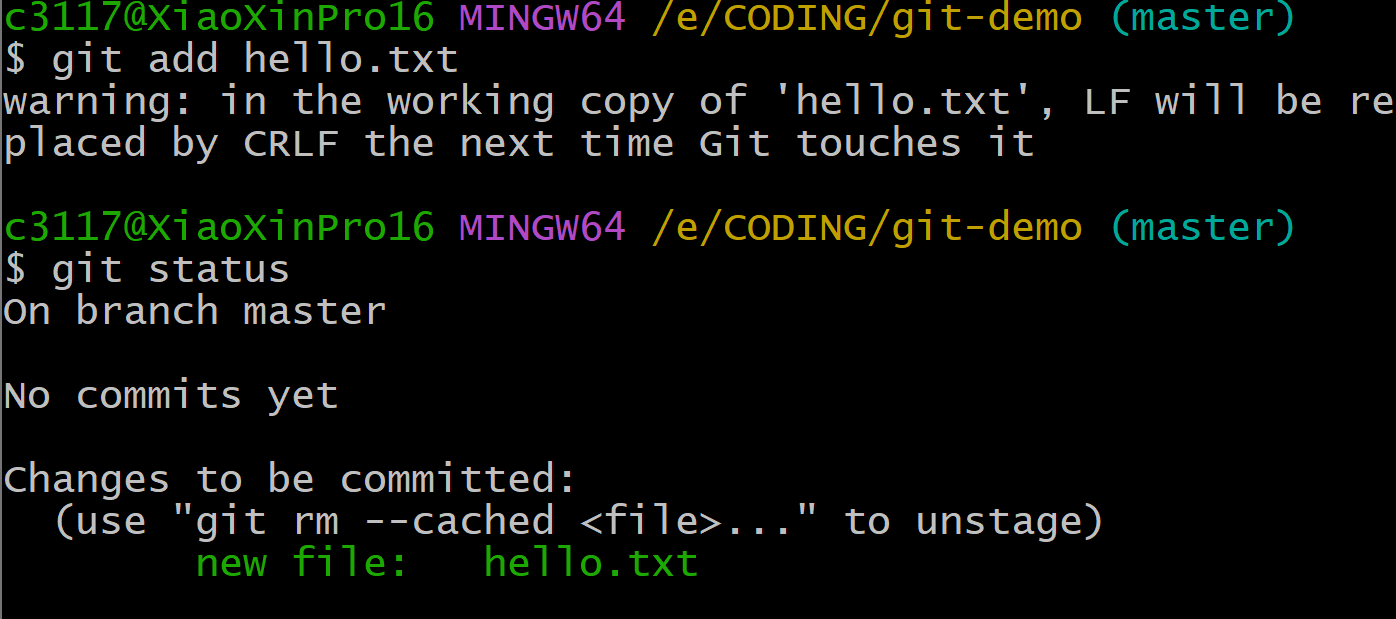 c3117@XiaoXinPro16 MINGW64 /e/CODING/git-demo (master)
$ git add hello.txt
warning: in the working copy of 'hello.txt', LF will be re
placed by CRLF the next time Git touches it
c3117@XiaoXinPro16 MINGW64 /e/CODING/git-demo (master)
$ git status
On branch master
No commits yet
Changes to be committed:
  (use "git rm --cached <file>..." to unstage)
        new file:   hello.txt